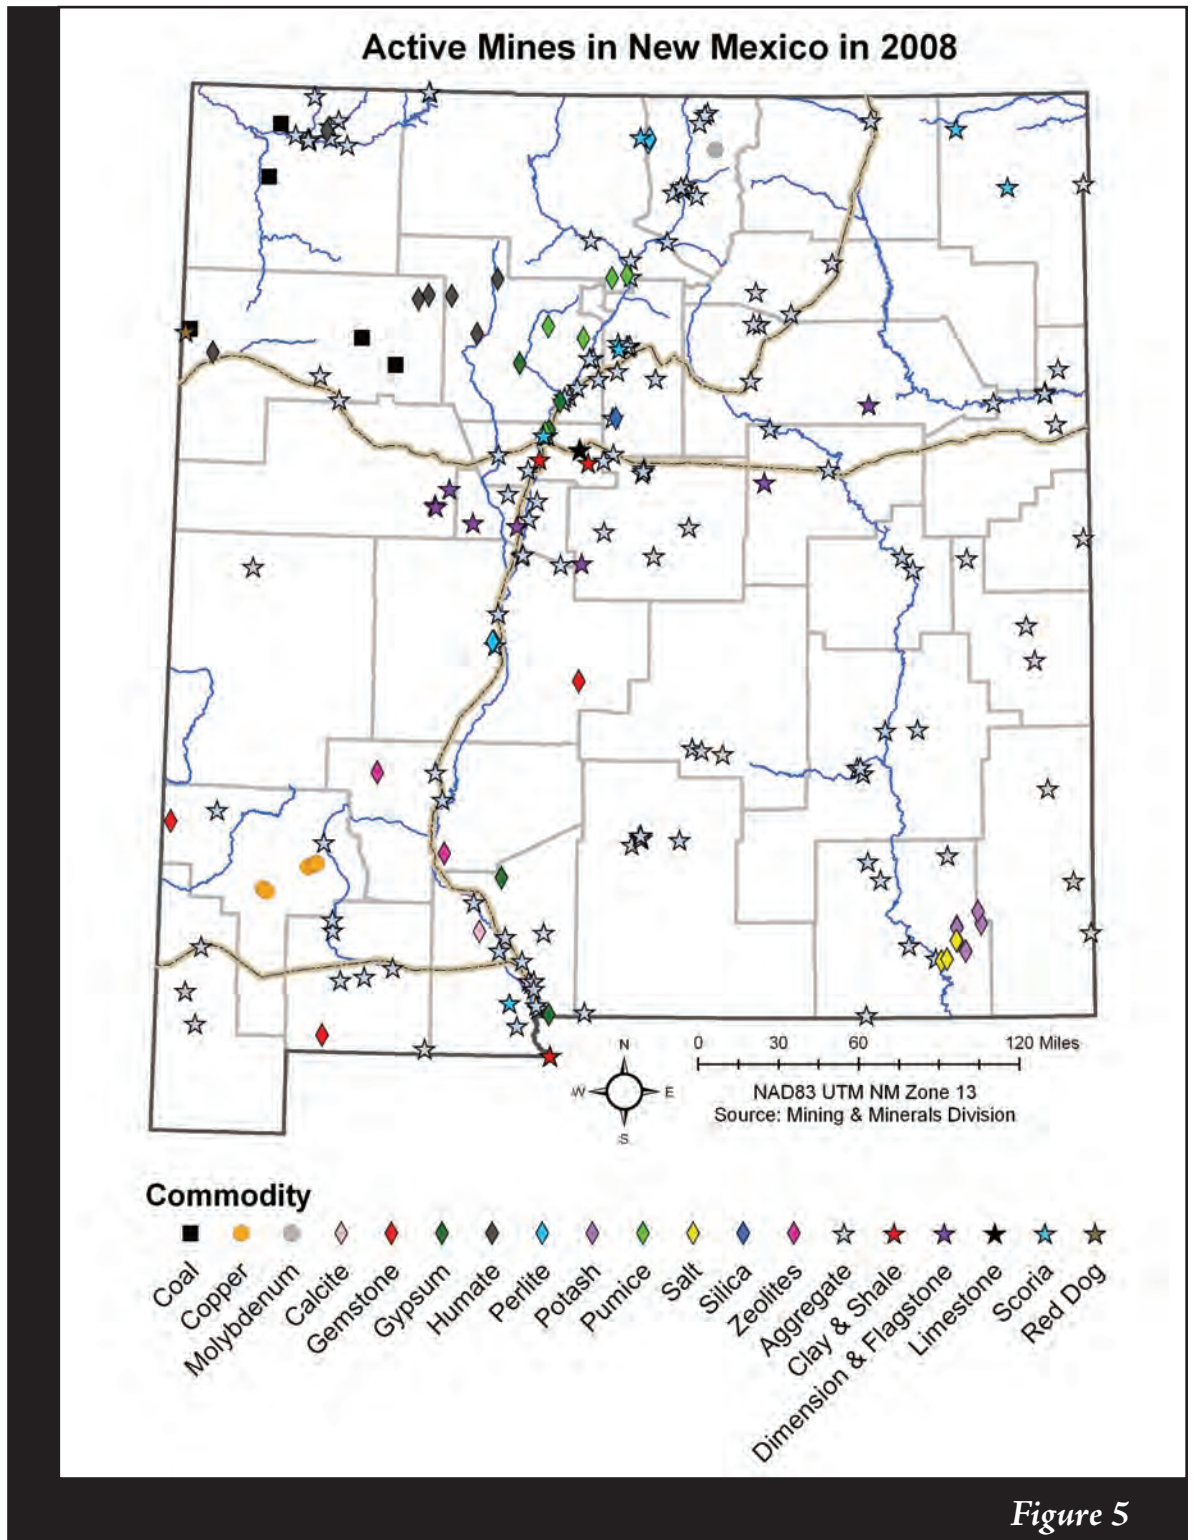 Active Mines in New Mexico in 2008
N
W E
S
0 30 60 120 Miles
NAD83 UTM NM Zone 13
Source: Mining & Minerals Division
Commodity
Coal
Copper
Molybdenum
Calcite
Gemstone
Gypsum
Humate
Perlite
Potash
Pumice
Salt
Silica
Zeolites
Aggregate
Clay & Shale
Dimension & Flagstone
Limestone
Scoria
Red Dog
Figure 5